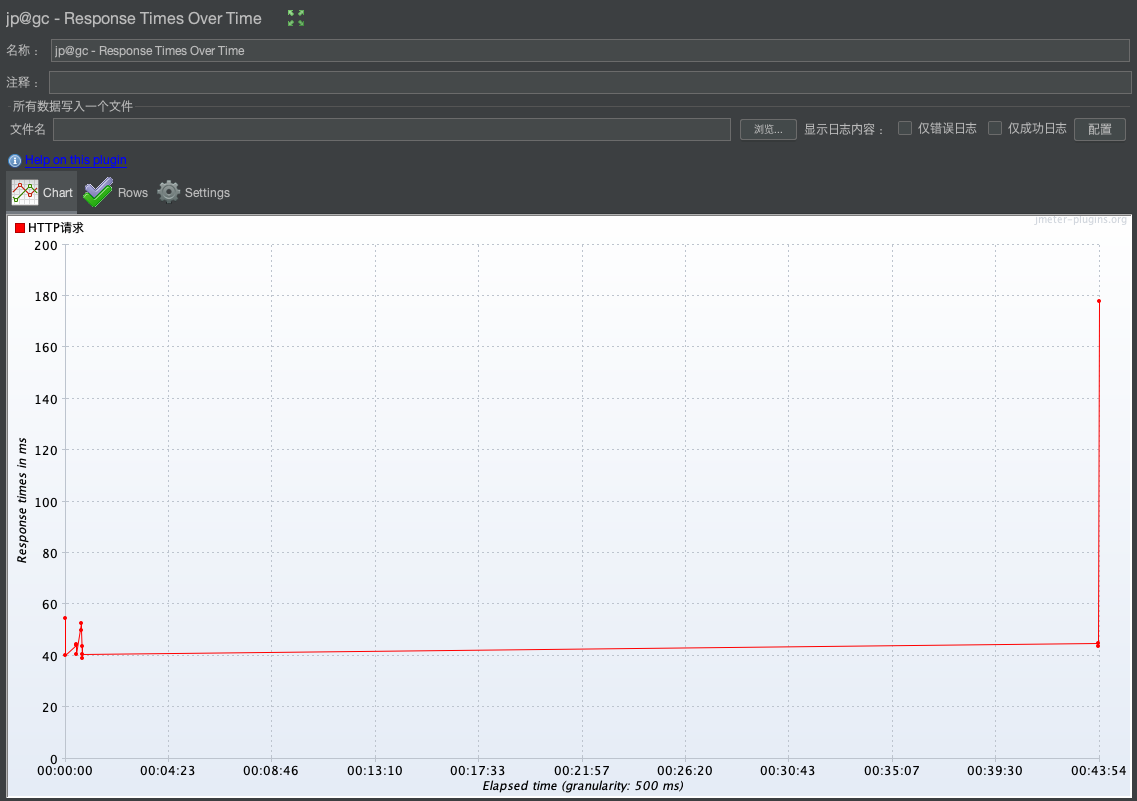 jp@gc - Response Times Over Time
名称： jp@gc - Response Times Over Time
注释：
所有数据写入一个文件
文件名 浏览... 显示日志内容： 仅错误日志 仅成功日志 配置
Help on this plugin
Chart Rows Settings
jmeter-plugins.org
HTTP请求
200
180
160
140
120
100
80
60
40
20
0
Response times in ms
00:00:00 00:04:23 00:08:46 00:13:10 00:17:33 00:21:57 00:26:20 00:30:43 00:35:07 00:39:30 00:43:54
Elapsed time (granularity: 500 ms)